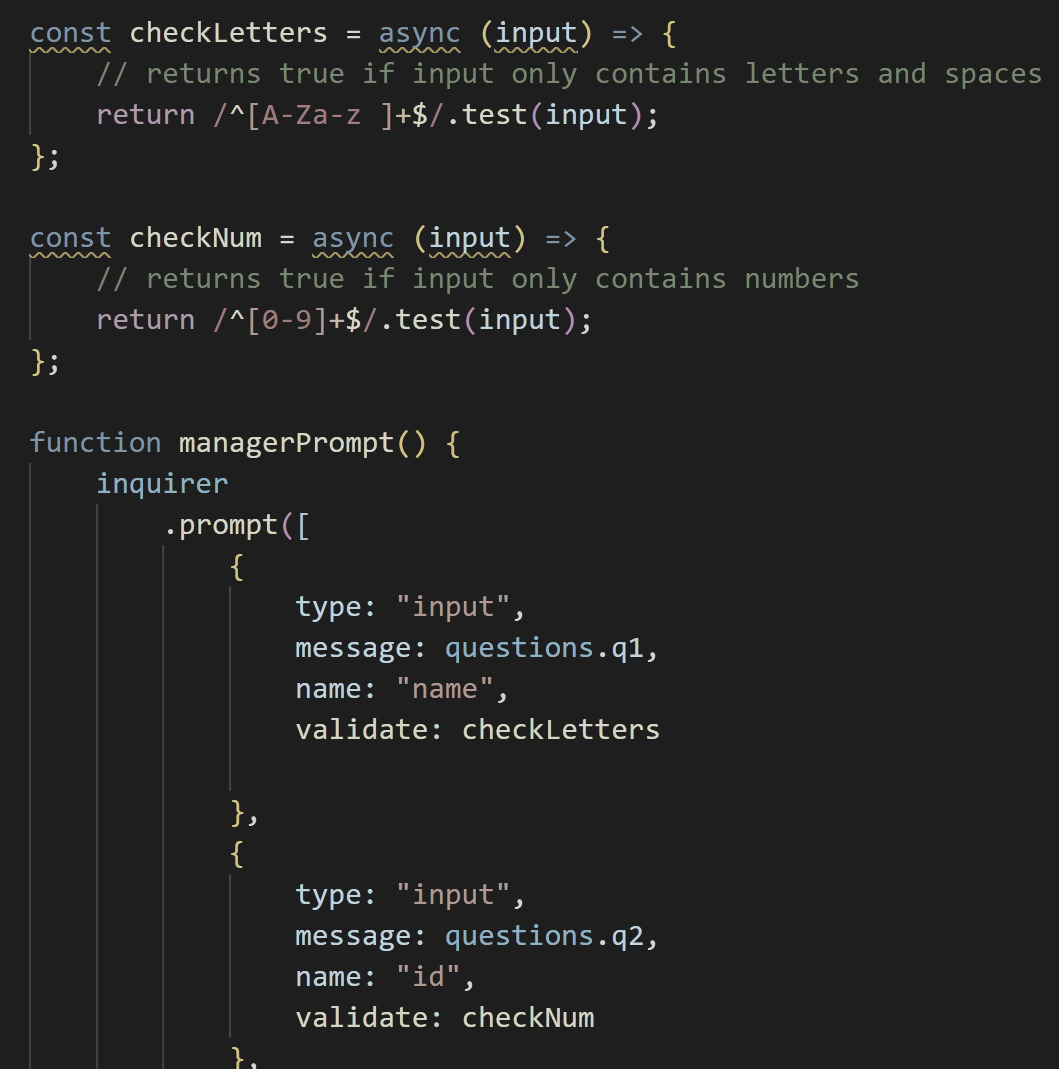 const checkLetters = async (input) => {
    // returns true if input only contains letters and spaces
    return /^[A-Za-z ]+$/.test(input);
};

const checkNum = async (input) => {
    // returns true if input only contains numbers
    return /^[0-9]+$/.test(input);
};

function managerPrompt() {
    inquirer
        .prompt([
            {
                type: "input",
                message: questions.q1,
                name: "name",
                validate: checkLetters

            },
            {
                type: "input",
                message: questions.q2,
                name: "id",
                validate: checkNum
            },